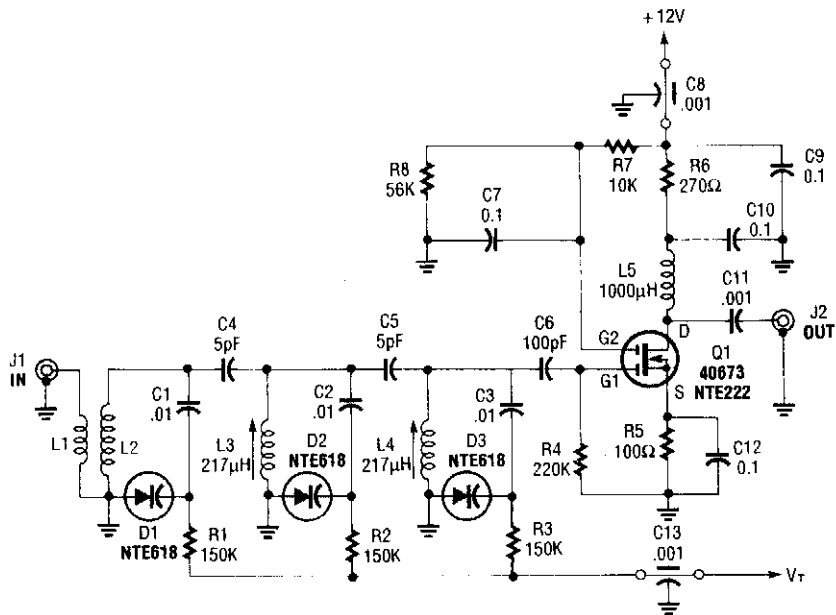 +12V
C8
.001
R8
56K
R7
10K
R6
270Ω
C9
0.1
C7
0.1
C10
0.1
L5
1000µH
C11
.001
J2
OUT
D
G2
G1
S
Q1
40673
NTE222
J1
IN
C4
5pF
C5
5pF
C6
100pF
C1
.01
C2
.01
C3
.01
L1
L2
L3
217µH
D2
NTE618
L4
217µH
D3
NTE618
R4
220K
R5
100Ω
C12
0.1
D1
NTE618
R1
150K
R2
150K
R3
150K
C13
.001
VT